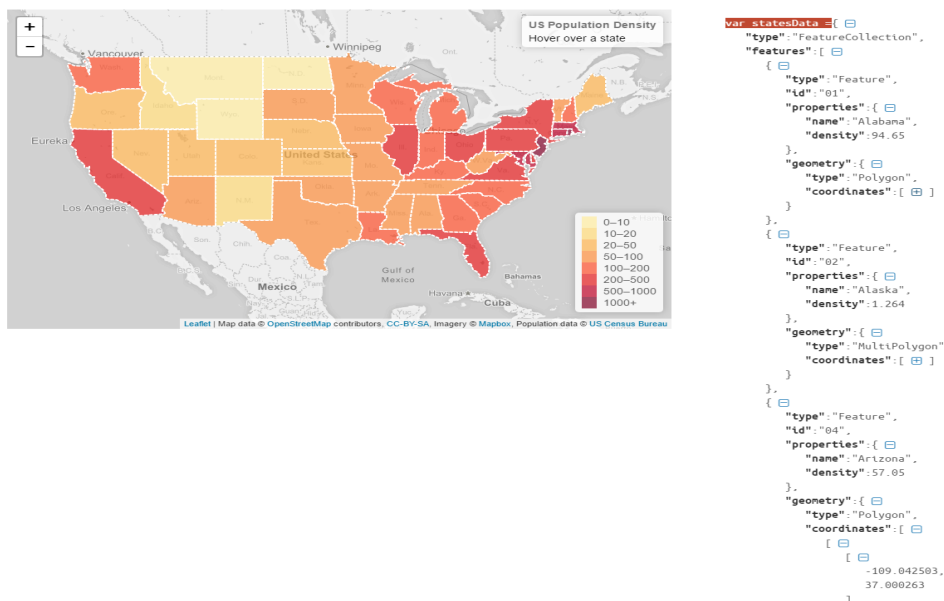 +
−
US Population Density
Hover over a state
Winnipeg
Vancouver
Ont.
N.B.
N.S.
Eureka
United States
Los Angeles
B.C.
Son.
Chih.
Coa.
Gulf of
Mexico
Mexico
Bahamas
Havana
Cuba
0–10
10–20
20–50
50–100
100–200
200–500
500–1000
1000+
Leaflet | Map data © OpenStreetMap contributors, CC-BY-SA, Imagery © Mapbox, Population data © US Census Bureau
var statesData ={
"type":"FeatureCollection",
"features":[
{
"type":"Feature",
"id":"01",
"properties":{
"name":"Alabama",
"density":94.65
},
"geometry":{
"type":"Polygon",
"coordinates":[ ]
}
},
{
"type":"Feature",
"id":"02",
"properties":{
"name":"Alaska",
"density":1.264
},
"geometry":{
"type":"MultiPolygon"
"coordinates":[ ]
}
},
{
"type":"Feature",
"id":"04",
"properties":{
"name":"Arizona",
"density":57.05
},
"geometry":{
"type":"Polygon",
"coordinates":[
[
[
-109.042503,
37.000263
]